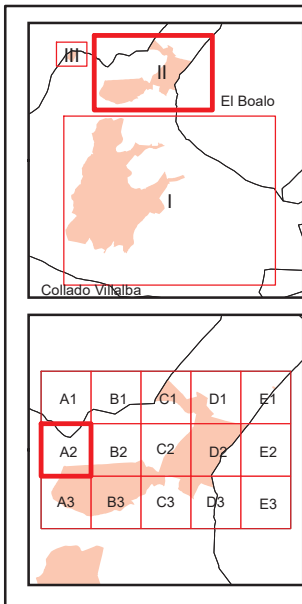 III
II
El Boalo
I
Collado Villalba
A1 B1 C1 D1 E1
A2 B2 C2 D2 E2
A3 B3 C3 D3 E3